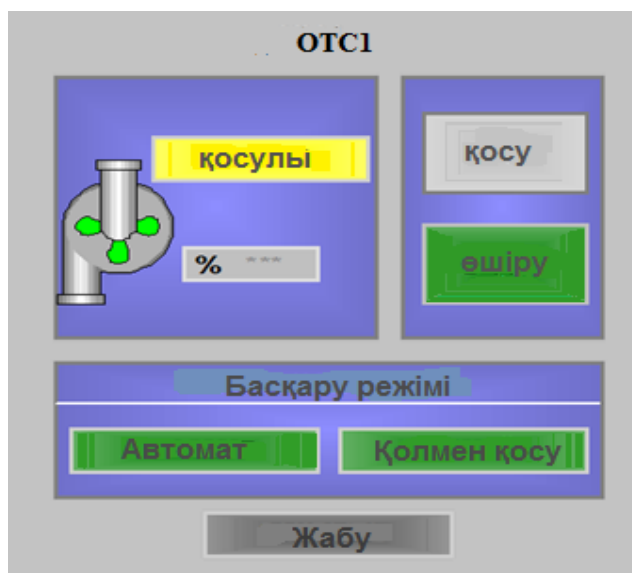 ОТС1
қосулы
қосу
% ***
өшіру
Басқару режімі
Автомат
Қолмен қосу
Жабу